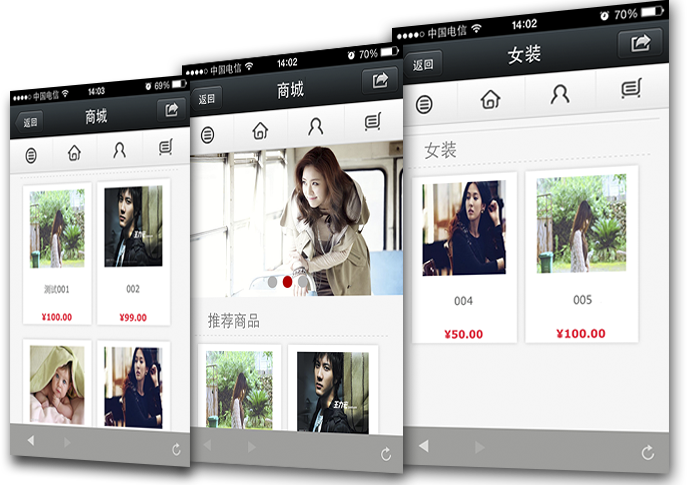 中国电信
14:03
69%
返回
商城
测试001
¥100.00
002
¥99.00
中国电信
14:02
70%
返回
商城
推荐商品
中国电信
14:02
70%
返回
女装
女装
004
¥50.00
005
¥100.00